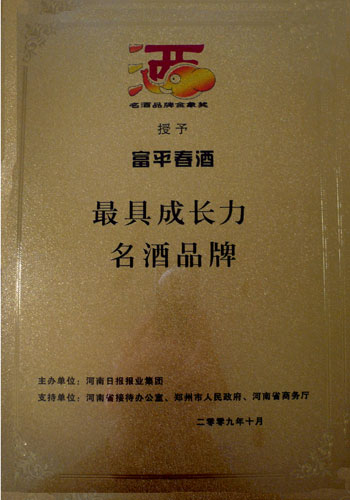 酒
名酒品牌金象奖
授予
富平春酒
最具成长力
名酒品牌
主办单位：河南日报报业集团
支持单位：河南省接待办公室、郑州市人民政府、河南省商务厅
二零零九年十月